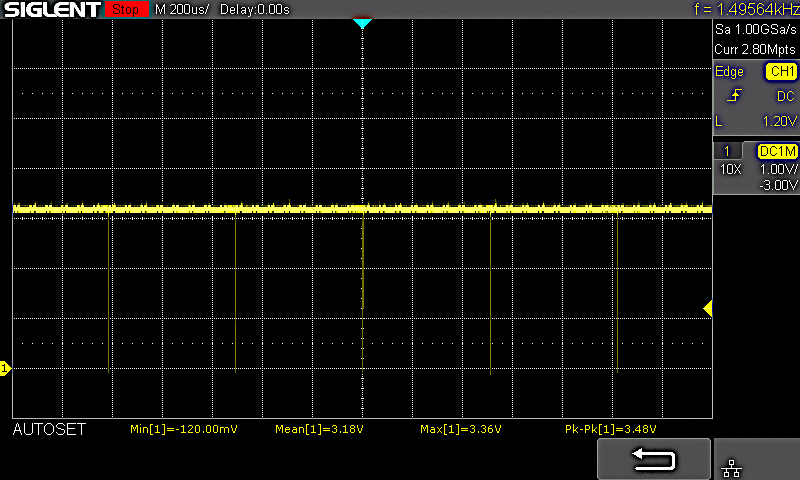 SIGLENT Stop M 200us/ Delay:0.00s f = 1.49564kHz
Sa 1.00GSa/s
Curr 2.80Mpts
Edge CH1
DC
L 1.20V
1 DC1M
10X 1.00V/
-3.00V
1
AUTOSET Min[1]=-120.00mV Mean[1]=3.18V Max[1]=3.36V Pk-Pk[1]=3.48V